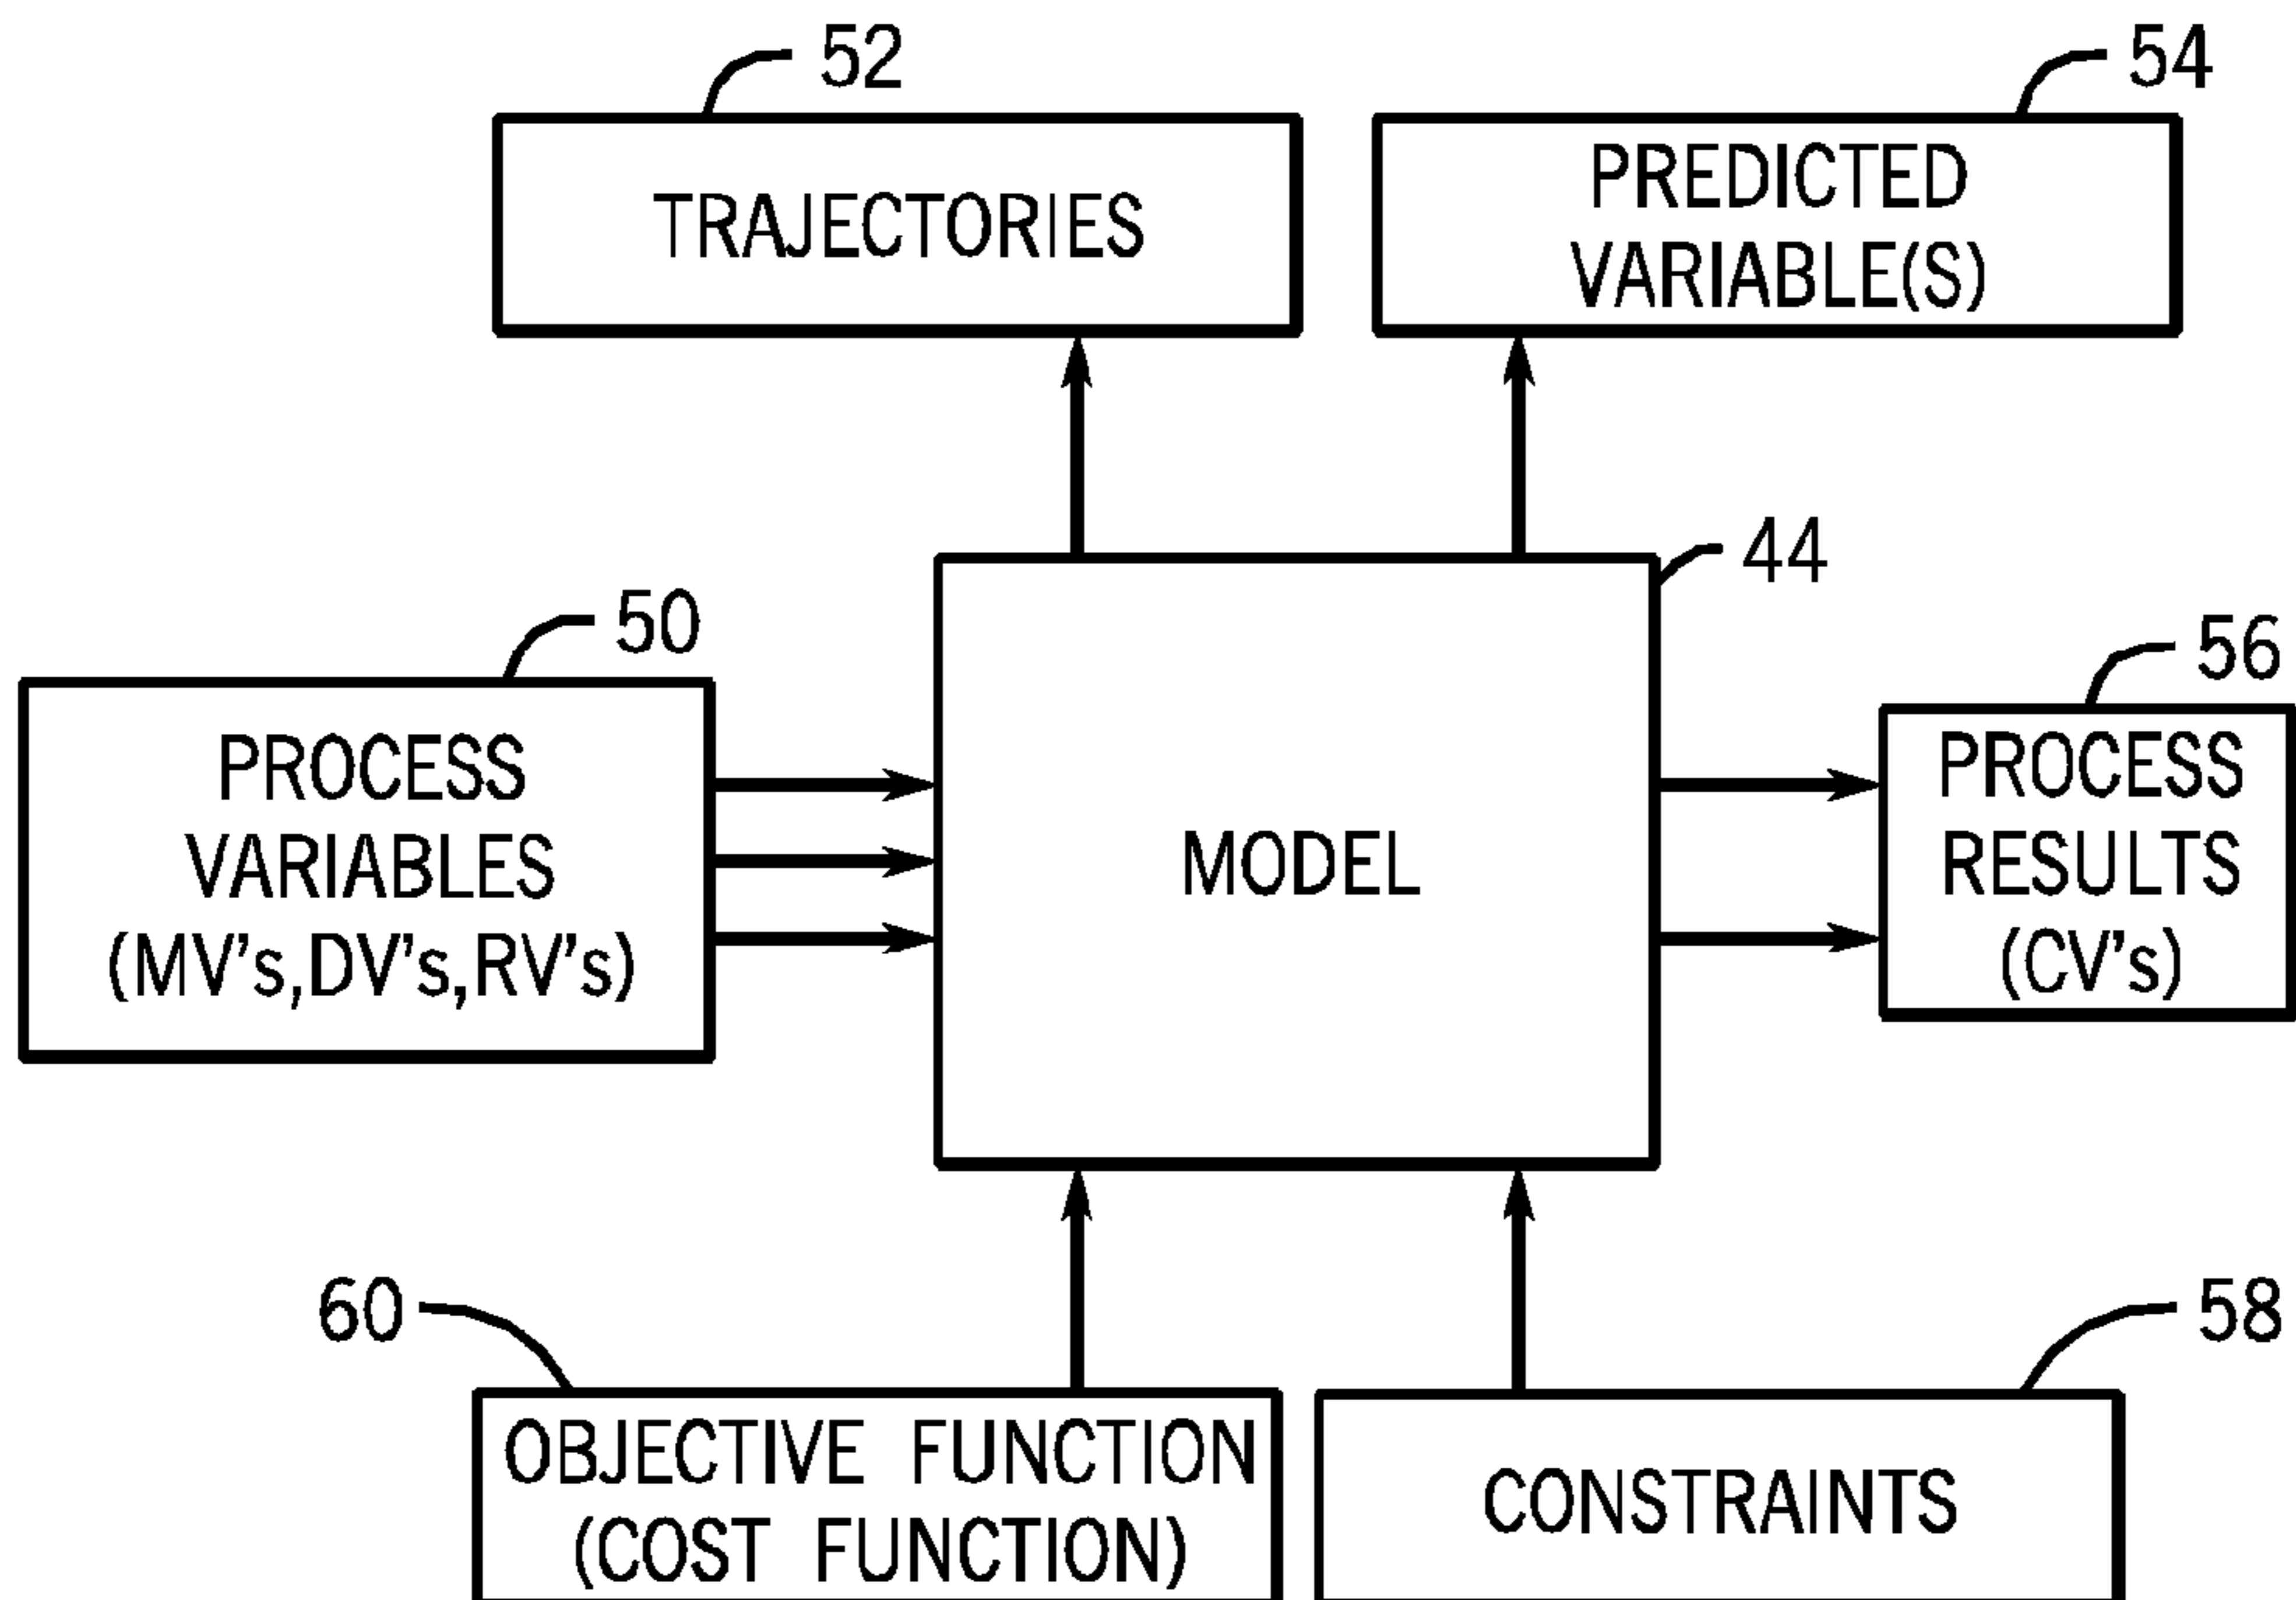 52
54
TRAJECTORIES
PREDICTED
VARIABLE(S)
44
50
56
PROCESS
VARIABLES
(MV's,DV's,RV's)
MODEL
PROCESS
RESULTS
(CV's)
60
58
OBJECTIVE FUNCTION
(COST FUNCTION)
CONSTRAINTS